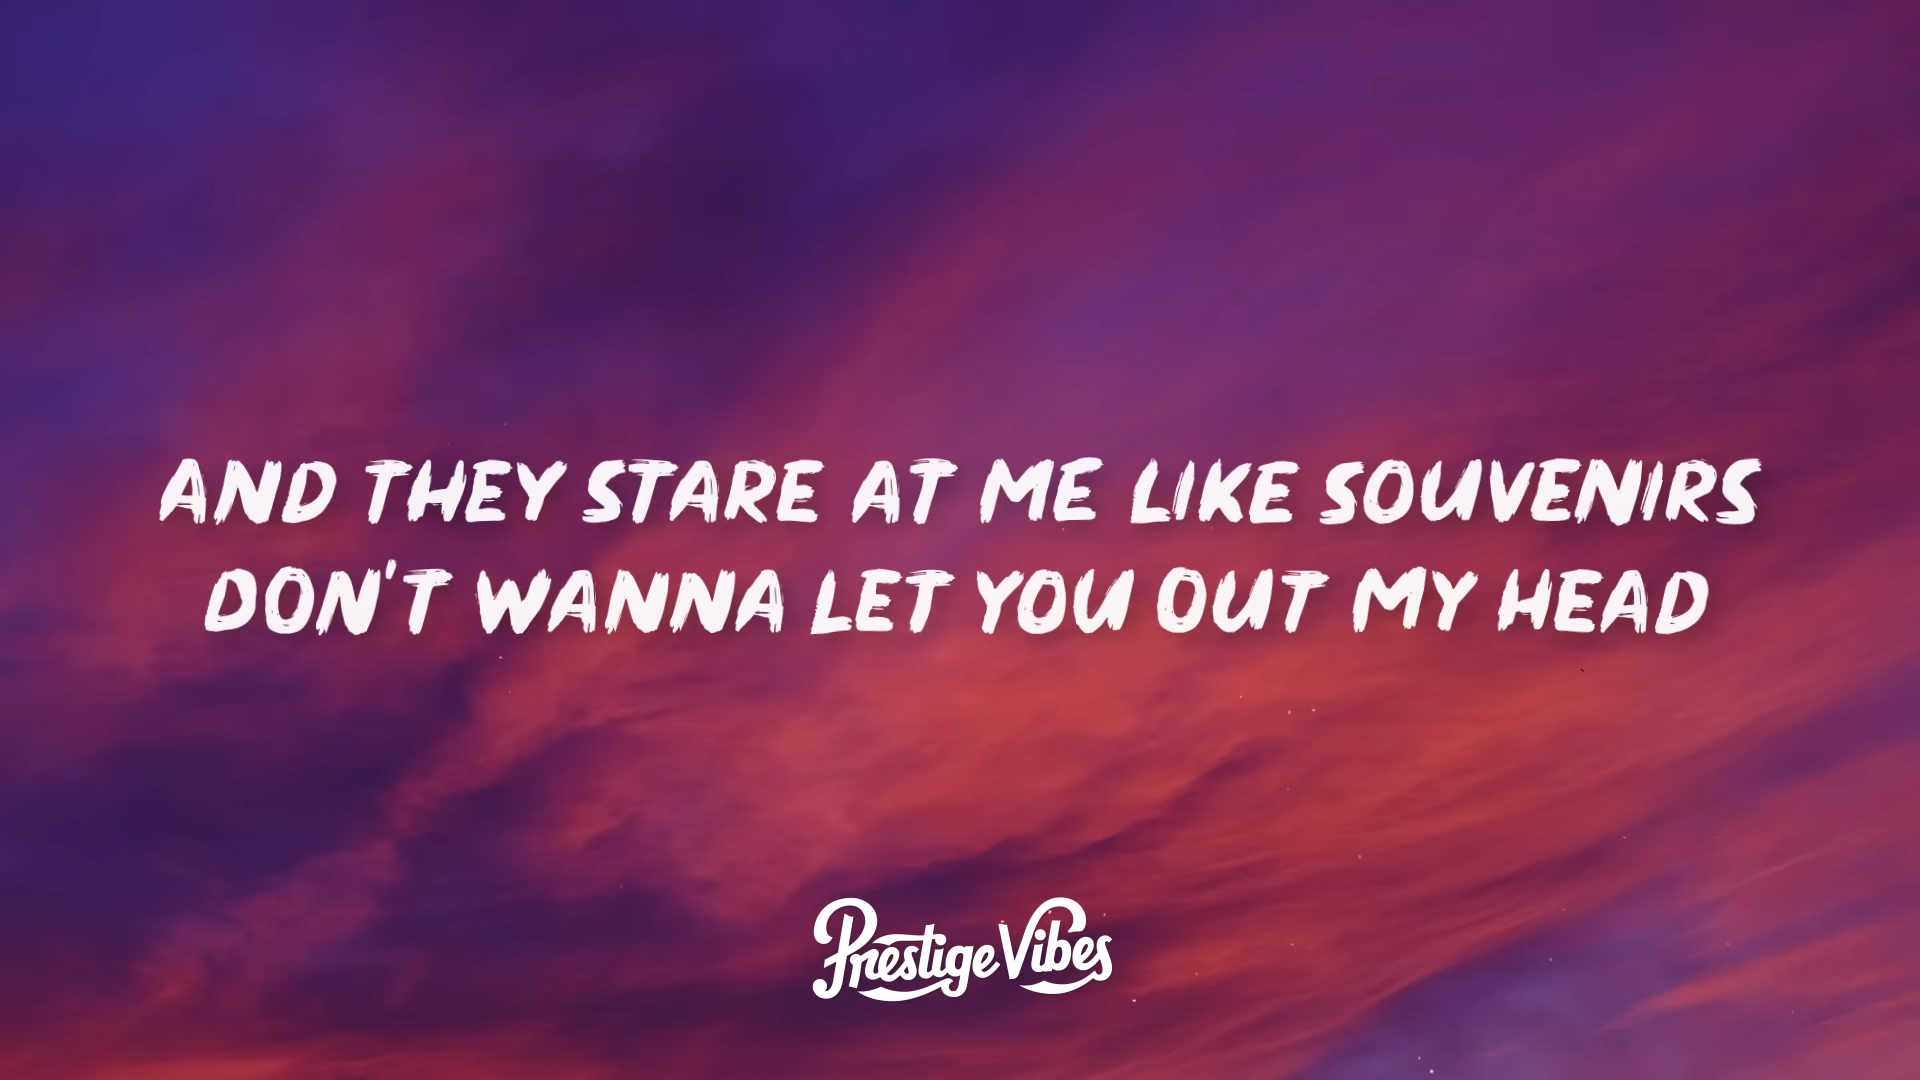 AND THEY STARE AT ME LIKE SOUVENIRS
DON'T WANNA LET YOU OUT MY HEAD
Prestige Vibes